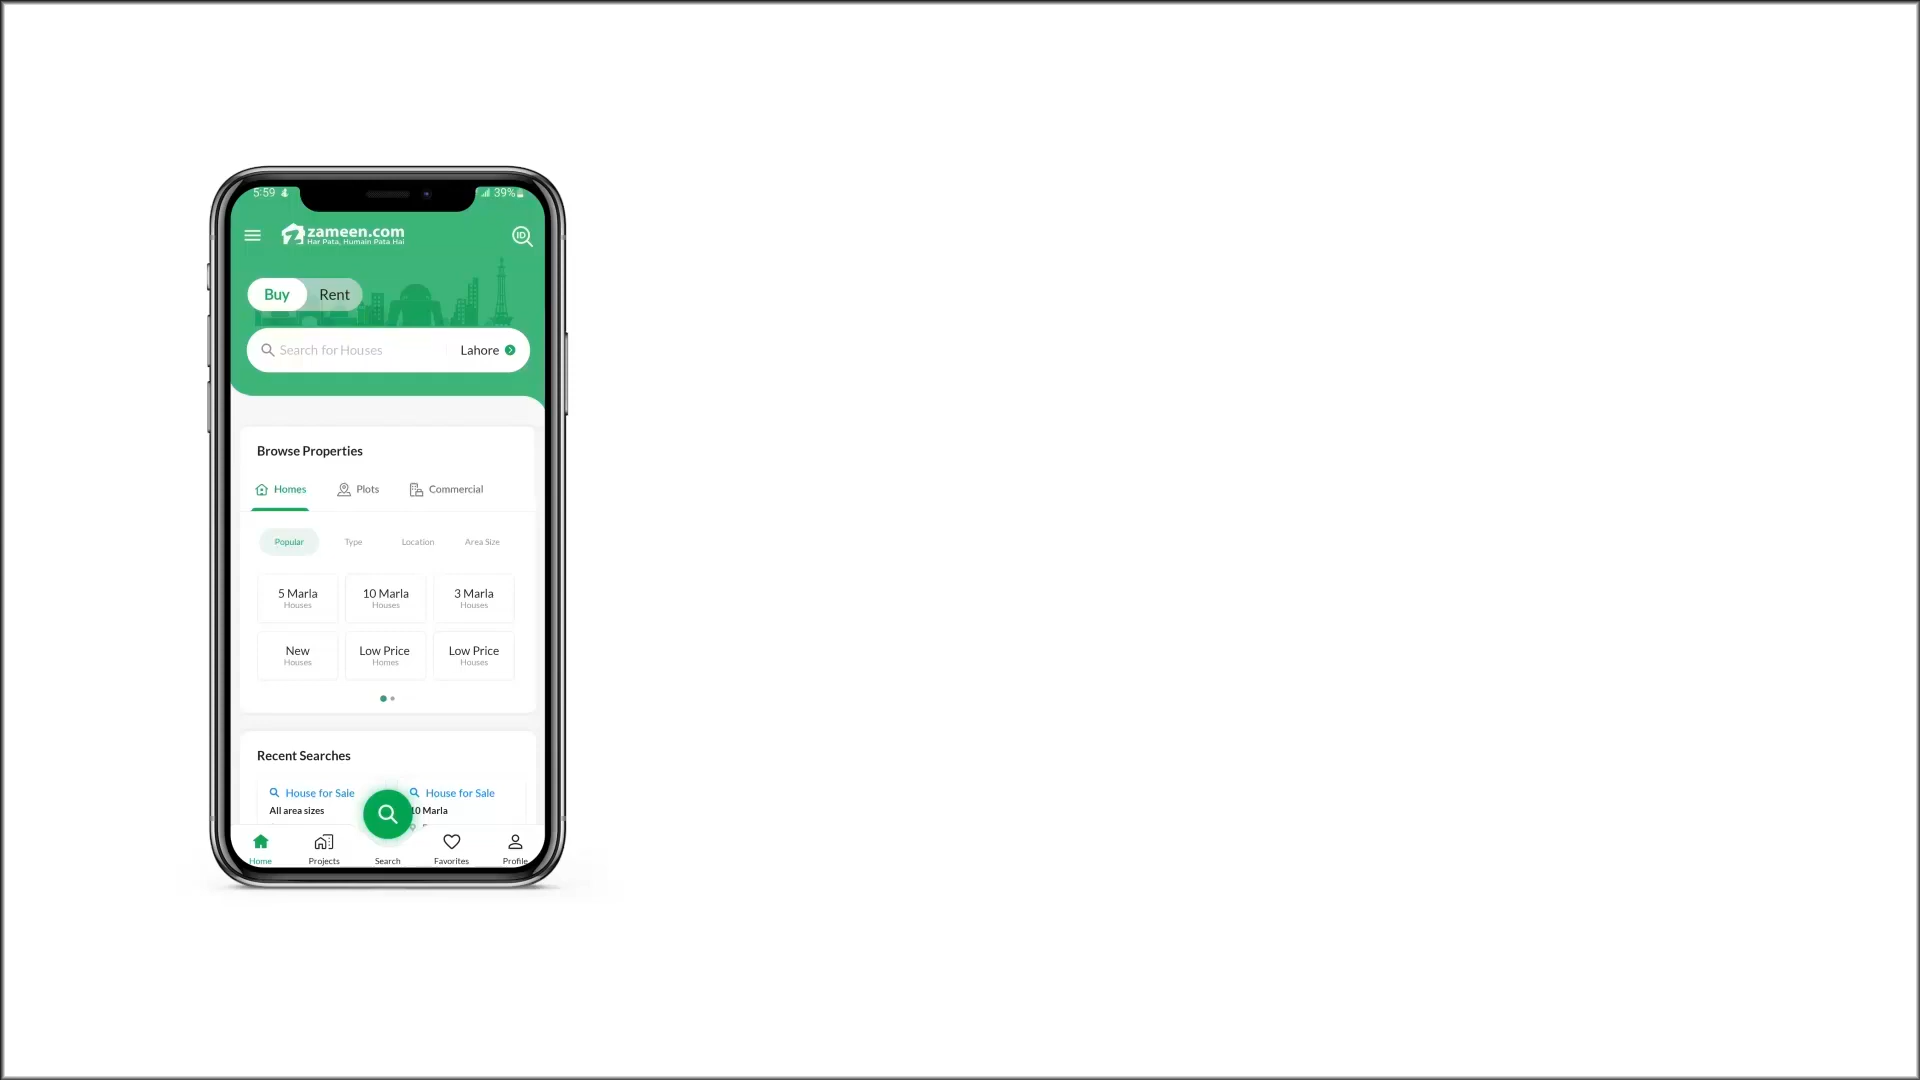 5:59 39%
zameen.com
Har Pata, Humain Pata Hai
ID
Buy Rent
Search for Houses Lahore
Browse Properties
Homes Plots Commercial
Popular Type Location Area Size
5 Marla 10 Marla 3 Marla
Houses Houses Houses
New Low Price Low Price
Houses Homes Houses
Recent Searches
House for Sale House for Sale
All area sizes 10 Marla
Home Projects Search Favorites Profile